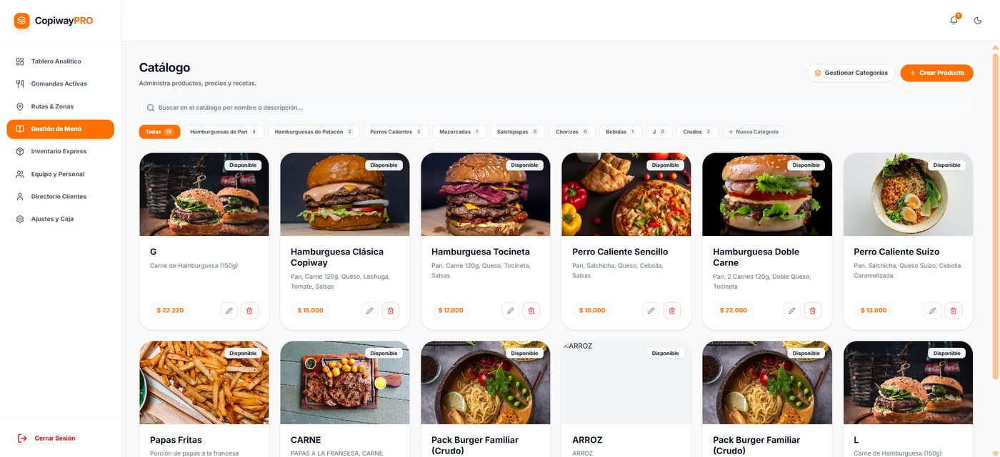 CopiwayPRO
1
Tablero Analítico
Comandas Activas
Rutas & Zonas
Gestión de Menú
Inventario Express
Equipo y Personal
Directorio Clientes
Ajustes y Caja
Cerrar Sesión
Catálogo
Administra productos, precios y recetas.
Gestionar Categorías
+ Crear Producto
Buscar en el catálogo por nombre o descripción...
Todas 12 Hamburguesas de Pan 4 Hamburguesas de Patacón 2 Perros Calientes 2 Mazorcadas 1 Salchipapas 0 Chorizos 0 Bebidas 1 J 0 Crudos 2 + Nueva Categoría
Disponible
Coca-Cola
G
Carne de Hamburguesa (150g)
$ 22.220
Disponible
Hamburguesa Clásica
Copiway
Pan, Carne 120g, Queso, Lechuga,
Tomate, Salsas
$ 15.000
Disponible
Hamburguesa Tocineta
Pan, Carne 120g, Queso, Tocineta,
Salsas
$ 17.000
Disponible
Perro Caliente Sencillo
Pan, Salchicha, Queso, Cebolla,
Salsas
$ 10.000
Disponible
Hamburguesa Doble
Carne
Pan, 2 Carnes 120g, Doble Queso,
Tocineta
$ 22.000
Disponible
Perro Caliente Suizo
Pan, Salchicha, Queso Suizo, Cebolla
Caramelizada
$ 13.000
Disponible
Papas Fritas
Porción de papas a la francesa
Disponible
CARNE
PAPAS A LA FRANSESA, CARNE
Disponible
Pack Burger Familiar
(Crudo)
ARROZ
Disponible
ARROZ
ARROZ
Disponible
Pack Burger Familiar
(Crudo)
Disponible
Coca-Cola
L
Carne de Hamburguesa (150g)